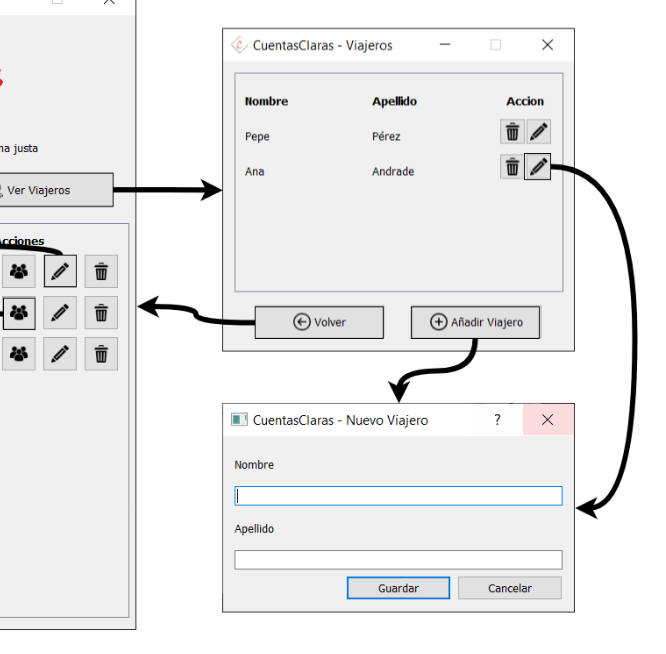 na justa
Ver Viajeros
Acciones
CuentasClaras - Viajeros
Nombre Apellido Accion
Pepe Pérez
Ana Andrade
Volver Añadir Viajero
CuentasClaras - Nuevo Viajero ?
Nombre
Apellido
Guardar Cancelar